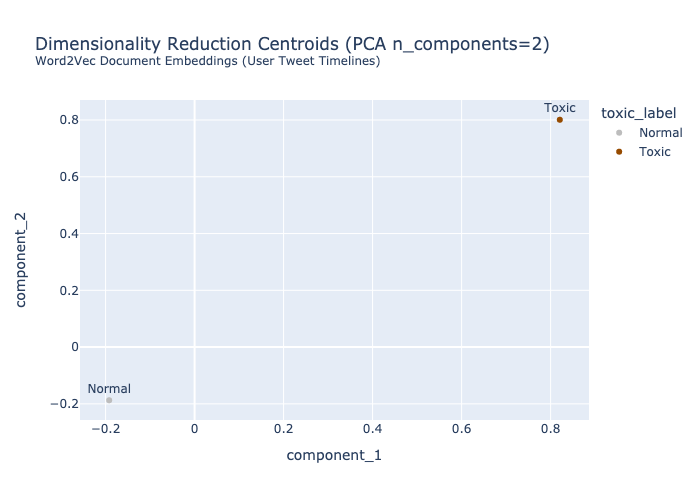 Dimensionality Reduction Centroids (PCA n_components=2)
Word2Vec Document Embeddings (User Tweet Timelines)
Toxic
toxic_label
Normal
Toxic
0.8
0.6
0.4
0.2
0
−0.2
component_2
Normal
−0.2
0
0.2
0.4
0.6
0.8
component_1